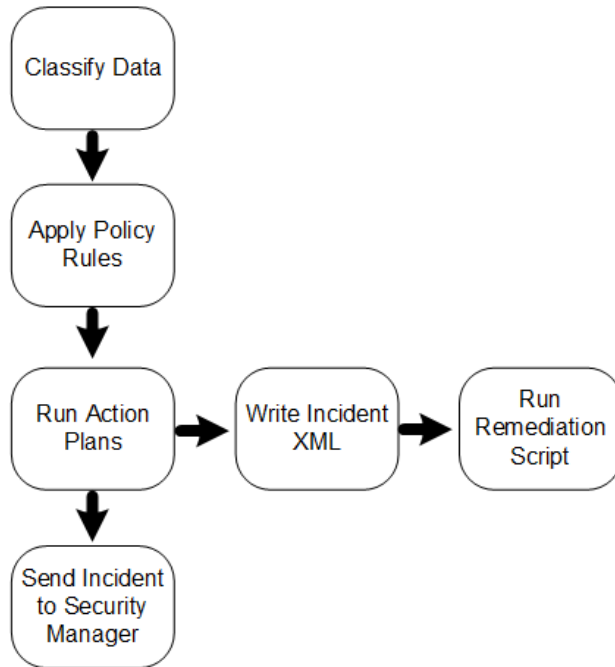 Classify Data
Apply Policy
Rules
Run Action
Plans
Write Incident
XML
Run
Remediation
Script
Send Incident
to Security
Manager